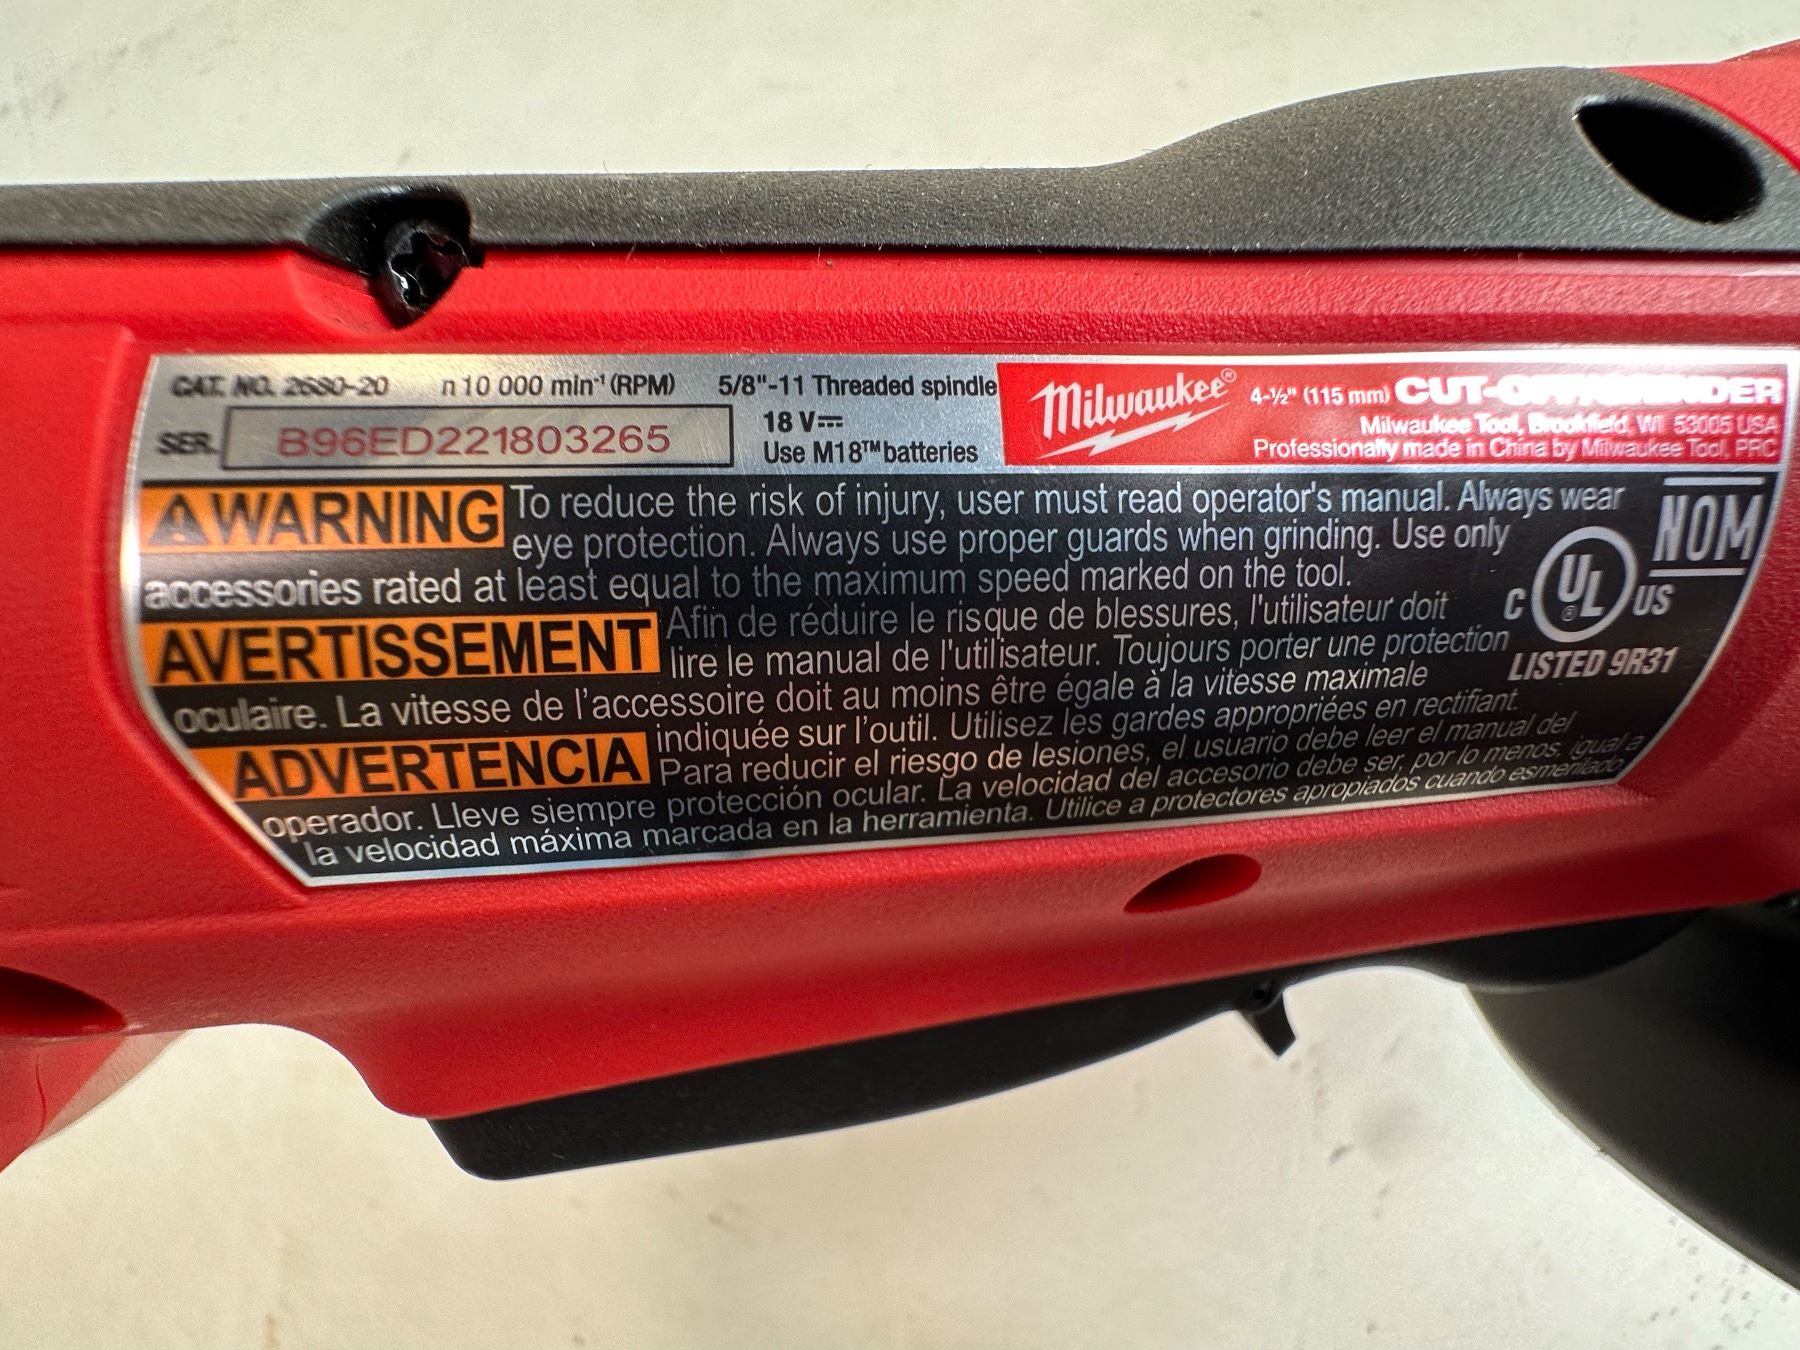 CAT. NO. 2680-20 n 10 000 min⁻¹ (RPM) 5/8"-11 Threaded spindle
SER. B96ED221803265
18 V⎓
Use M18™ batteries
Milwaukee®
4-½" (115 mm) CUT-OFF/GRINDER
Milwaukee Tool, Brookfield, WI 53005 USA
Professionally made in China by Milwaukee Tool, PRC
⚠WARNING To reduce the risk of injury, user must read operator's manual. Always wear
eye protection. Always use proper guards when grinding. Use only
accessories rated at least equal to the maximum speed marked on the tool.
AVERTISSEMENT Afin de réduire le risque de blessures, l'utilisateur doit
lire le manual de l'utilisateur. Toujours porter une protection
oculaire. La vitesse de l'accessoire doit au moins être égale à la vitesse maximale
indiquée sur l'outil. Utilisez les gardes appropriées en rectifiant.
ADVERTENCIA Para reducir el riesgo de lesiones, el usuario debe leer el manual del
operador. Lleve siempre protección ocular. La velocidad del accesorio debe ser, por lo menos, igual a
la velocidad máxima marcada en la herramienta. Utilice a protectores apropiados cuando esmerilado.
NOM
C UL® US
LISTED 9R31